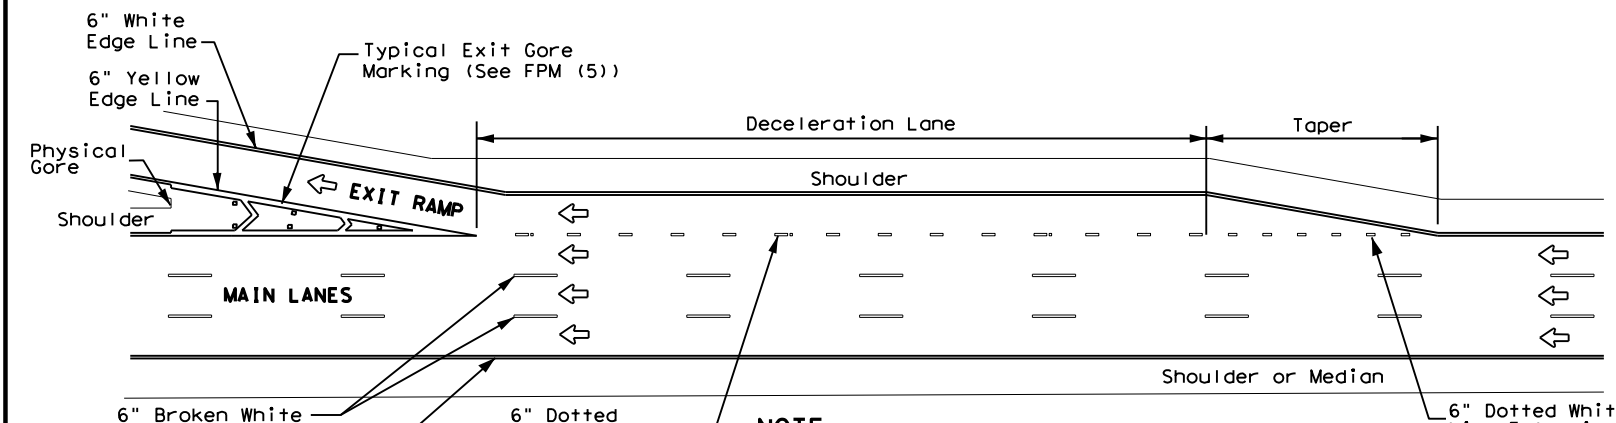 6" White
Edge Line
Typical Exit Gore
Marking (See FPM (5))
6" Yellow
Edge Line
Deceleration Lane
Taper
Physical
Gore
Shoulder
EXIT RAMP
Shoulder
MAIN LANES
Shoulder or Median
6" Broken White
6" Dotted
NOTE
6" Dotted Whit